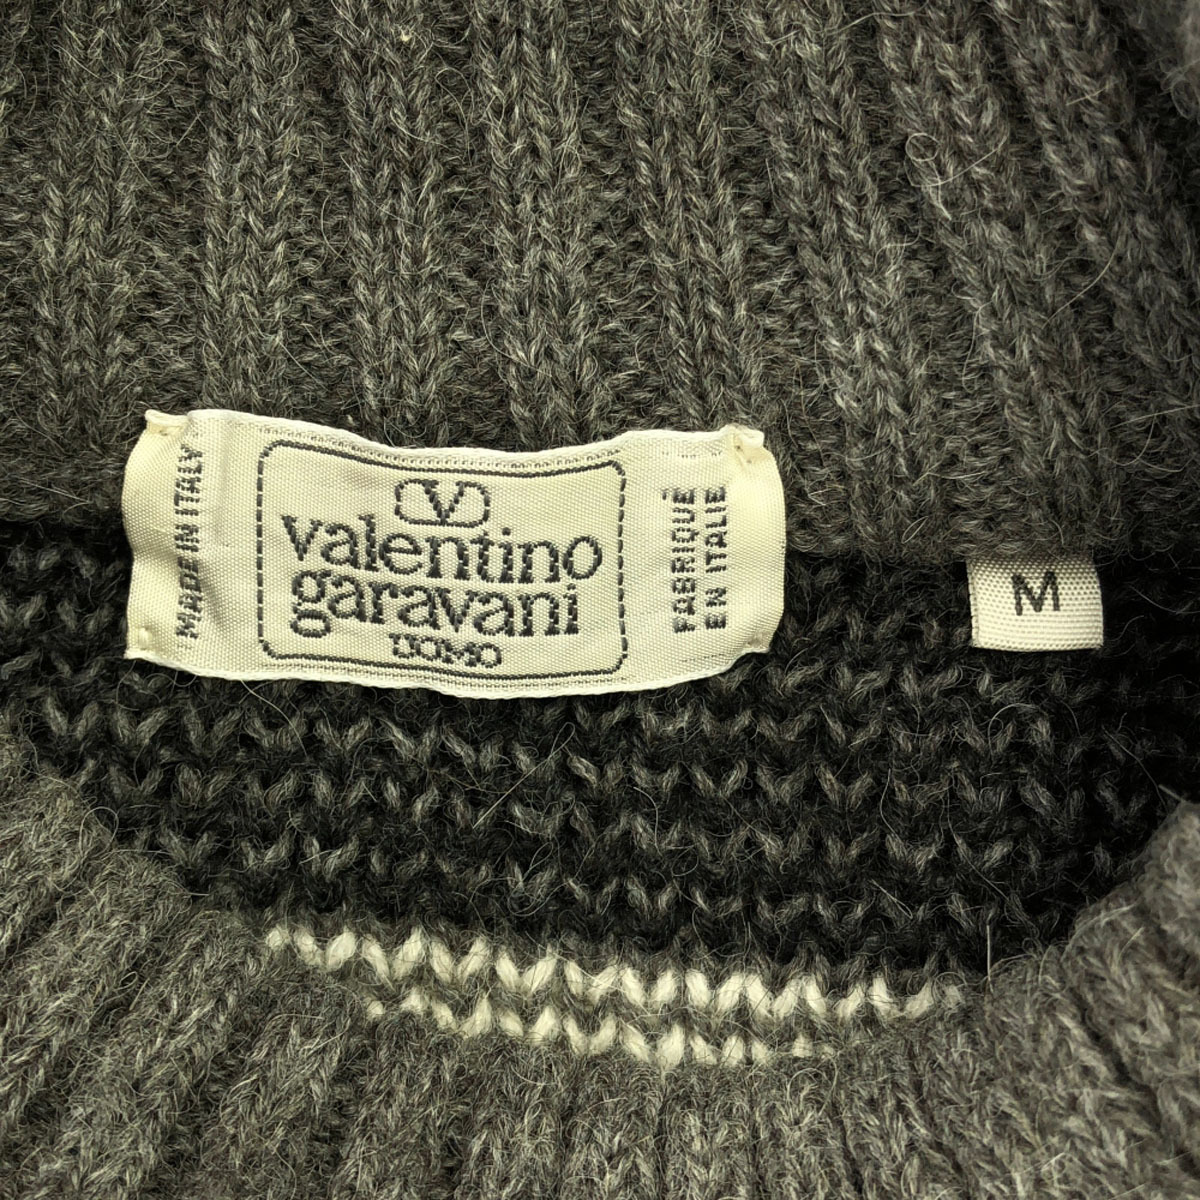 MADE IN ITALY
V
valentino
garavani
UOMO
FABRIQUÉ
EN ITALIE
M